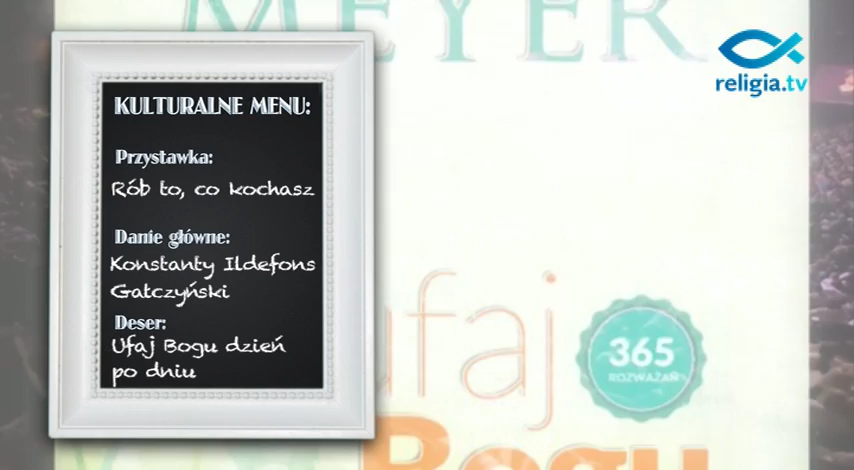 MEYER
religia.tv
KULTURALNE MENU:
Przystawka:
Rób to, co kochasz
Danie główne:
Konstanty Ildefons
Gałczyński
Deser:
Ufaj Bogu dzień
po dniu
ufaj
365
ROZWAŻAŃ
Bogu